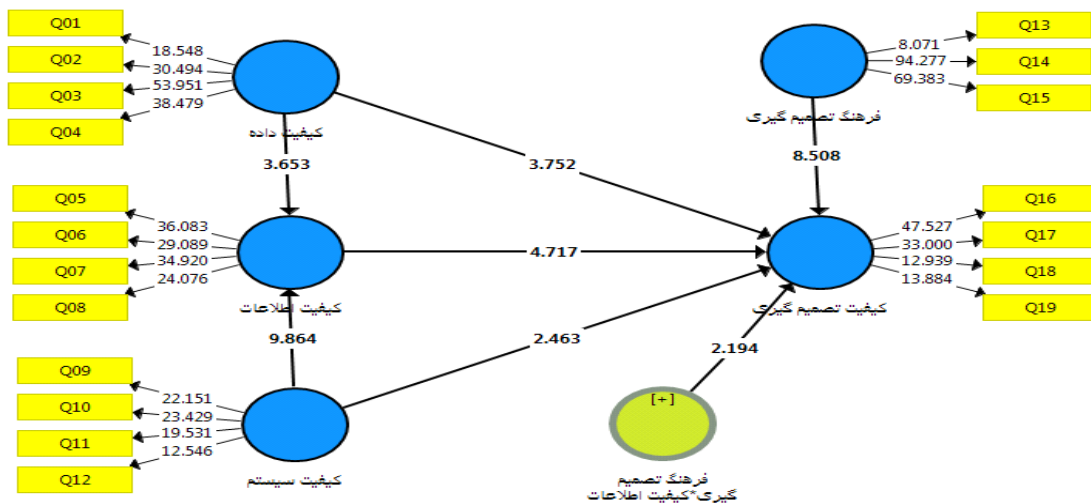 Q01
18.548
Q02
30.494
Q03
53.951
38.479
Q04
کیفیت داده
Q13
8.071
Q14
94.277
69.383
Q15
فرهنگ تصمیم گیری
3.653
3.752
8.508
Q05
36.083
Q06
29.089
Q07
34.920
24.076
Q08
کیفیت اطلاعات
4.717
Q16
47.527
Q17
33.000
12.939
Q18
13.884
Q19
کیفیت تصمیم گیری
9.864
2.463
2.194
Q09
22.151
Q10
23.429
19.531
Q11
12.546
Q12
کیفیت سیستم
[+]
فرهنگ تصمیم
گیری*کیفیت اطلاعات